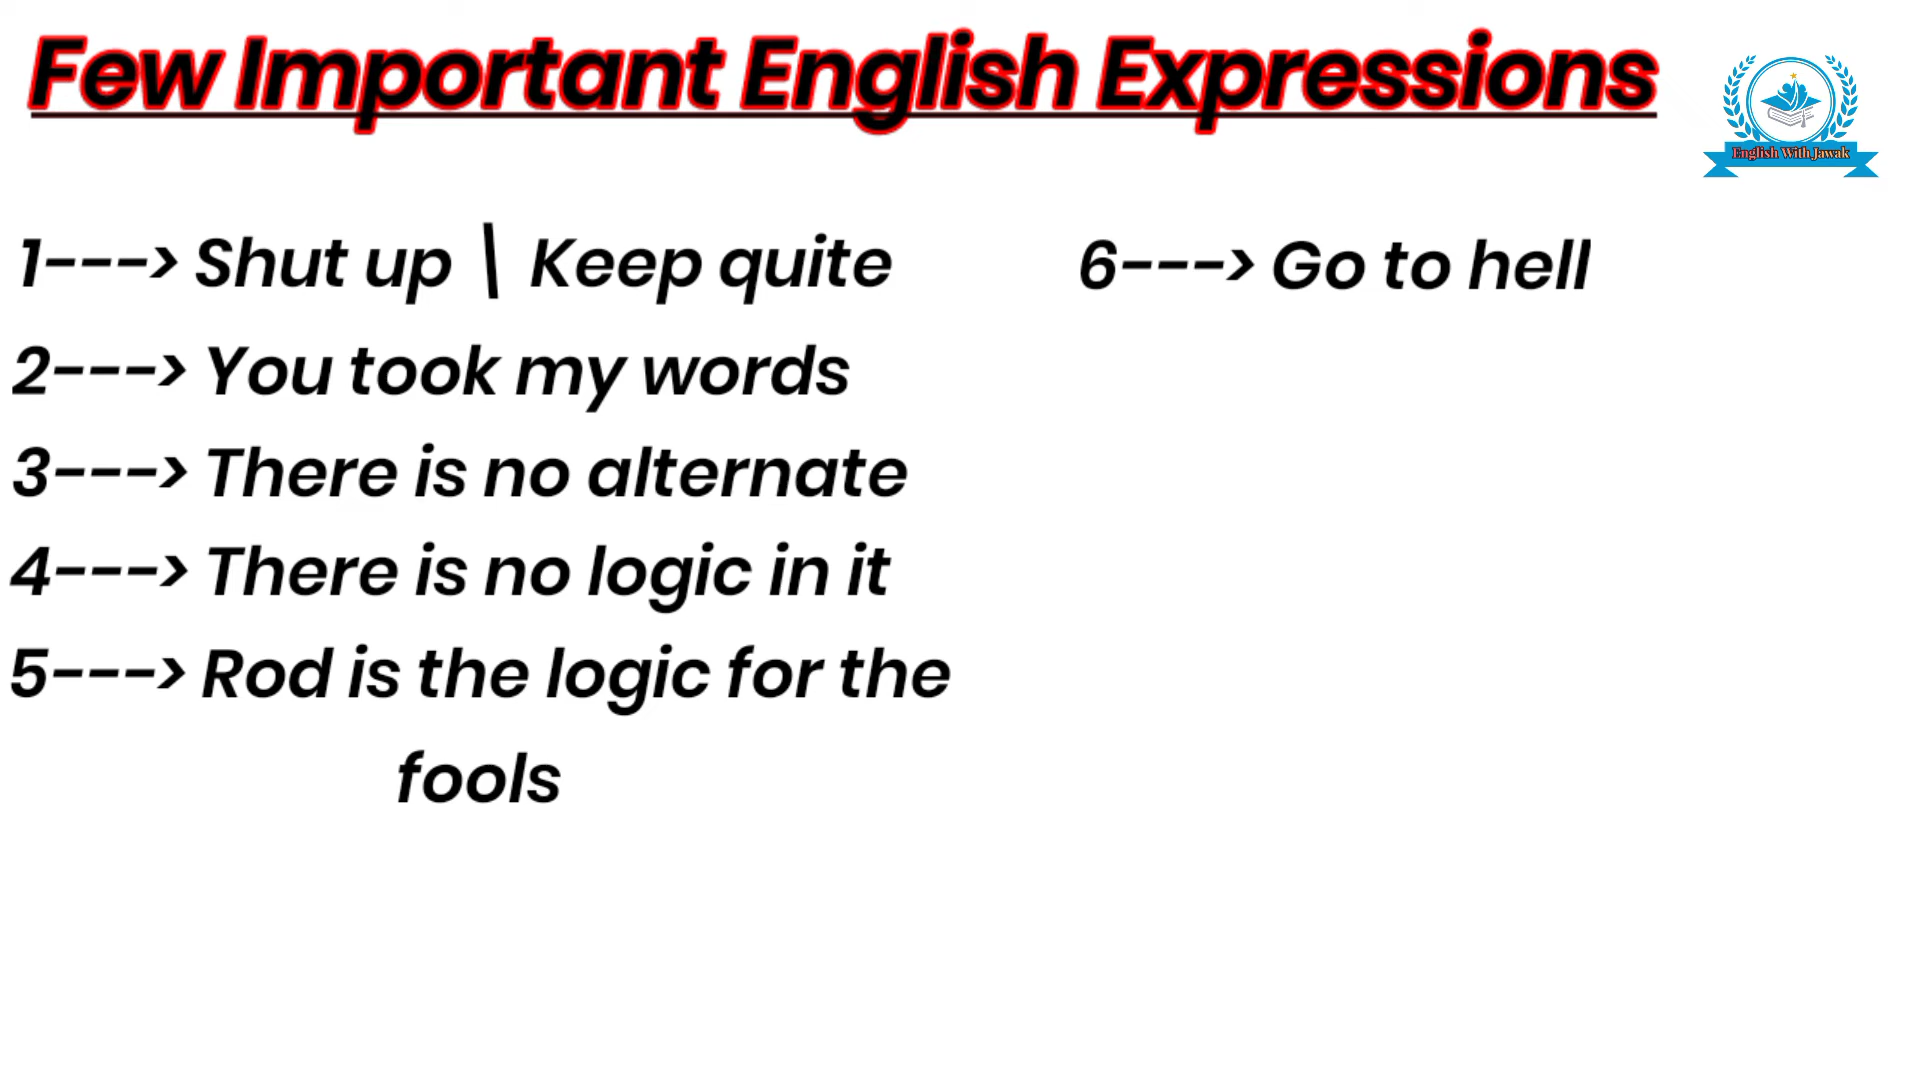 Few Important English Expressions
English With Jawak
1---> Shut up \ Keep quite
2---> You took my words
3---> There is no alternate
4---> There is no logic in it
5---> Rod is the logic for the
fools
6---> Go to hell